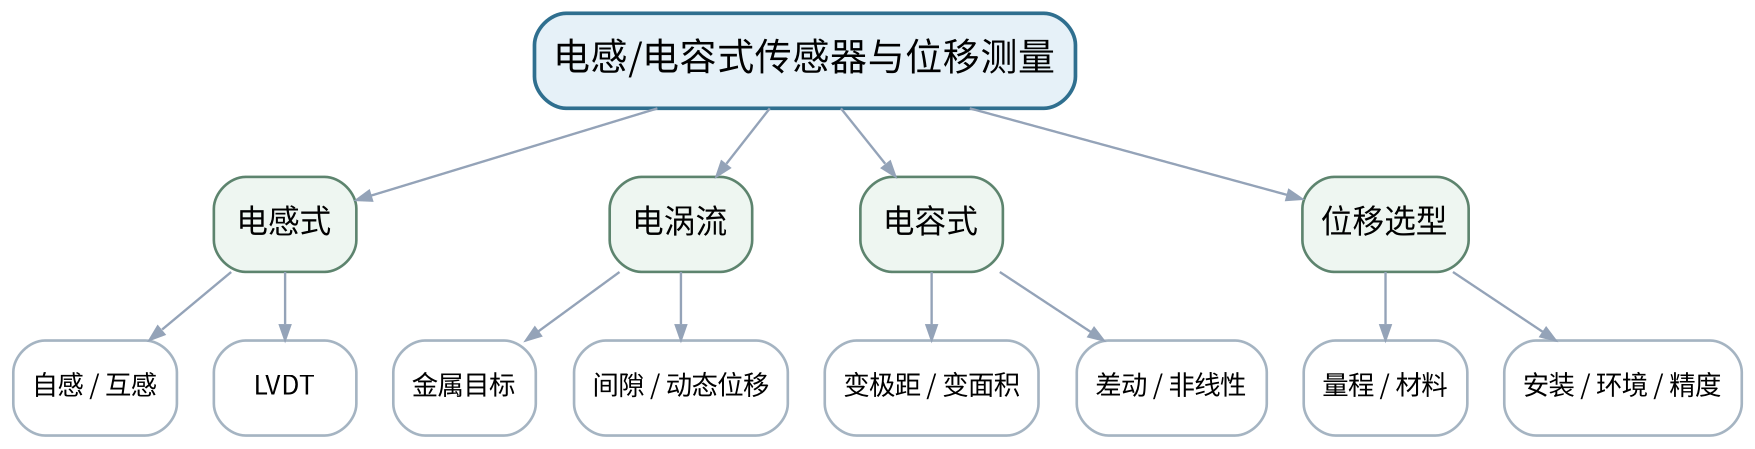 电感/电容式传感器与位移测量
电感式
电涡流
电容式
位移选型
自感 / 互感
LVDT
金属目标
间隙 / 动态位移
变极距 / 变面积
差动 / 非线性
量程 / 材料
安装 / 环境 / 精度